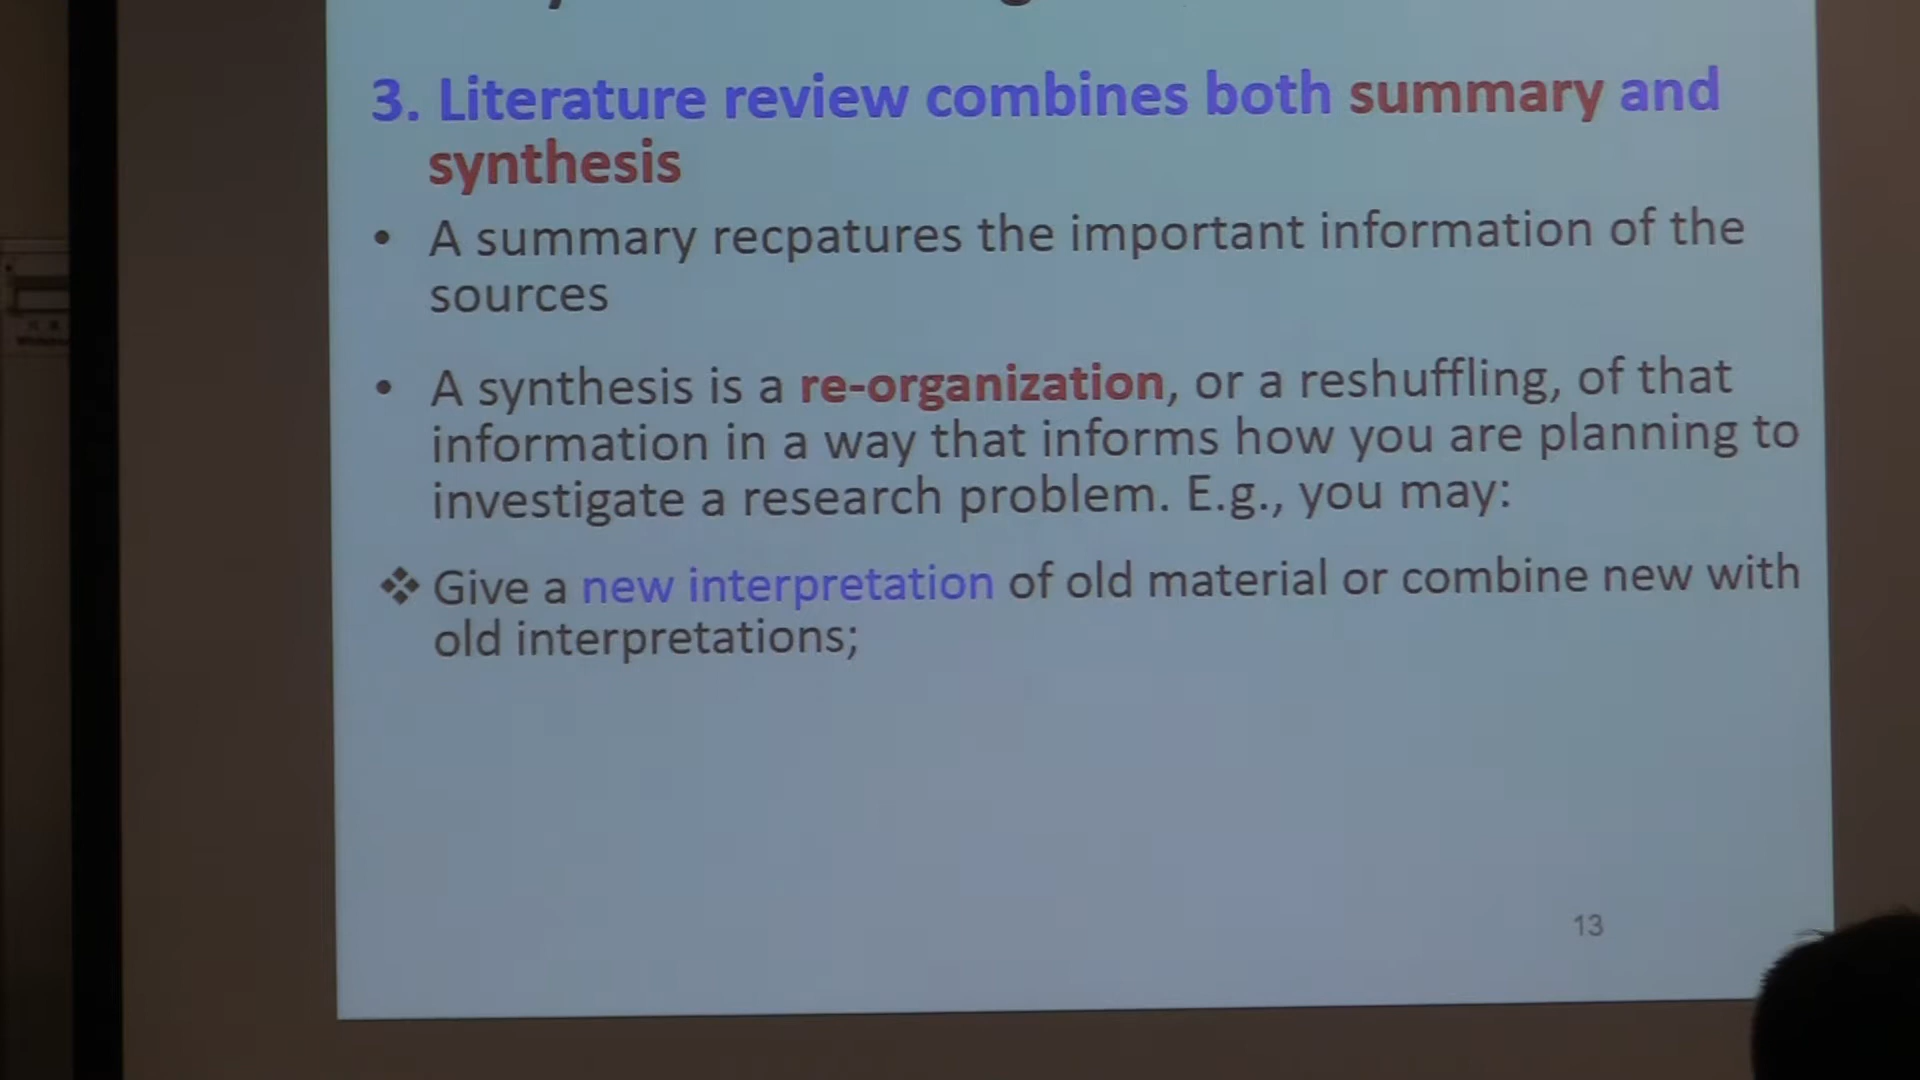 3. Literature review combines both summary and
synthesis
• A summary recpatures the important information of the
sources
• A synthesis is a re-organization, or a reshuffling, of that
information in a way that informs how you are planning to
investigate a research problem. E.g., you may:
❖ Give a new interpretation of old material or combine new with
old interpretations;
13